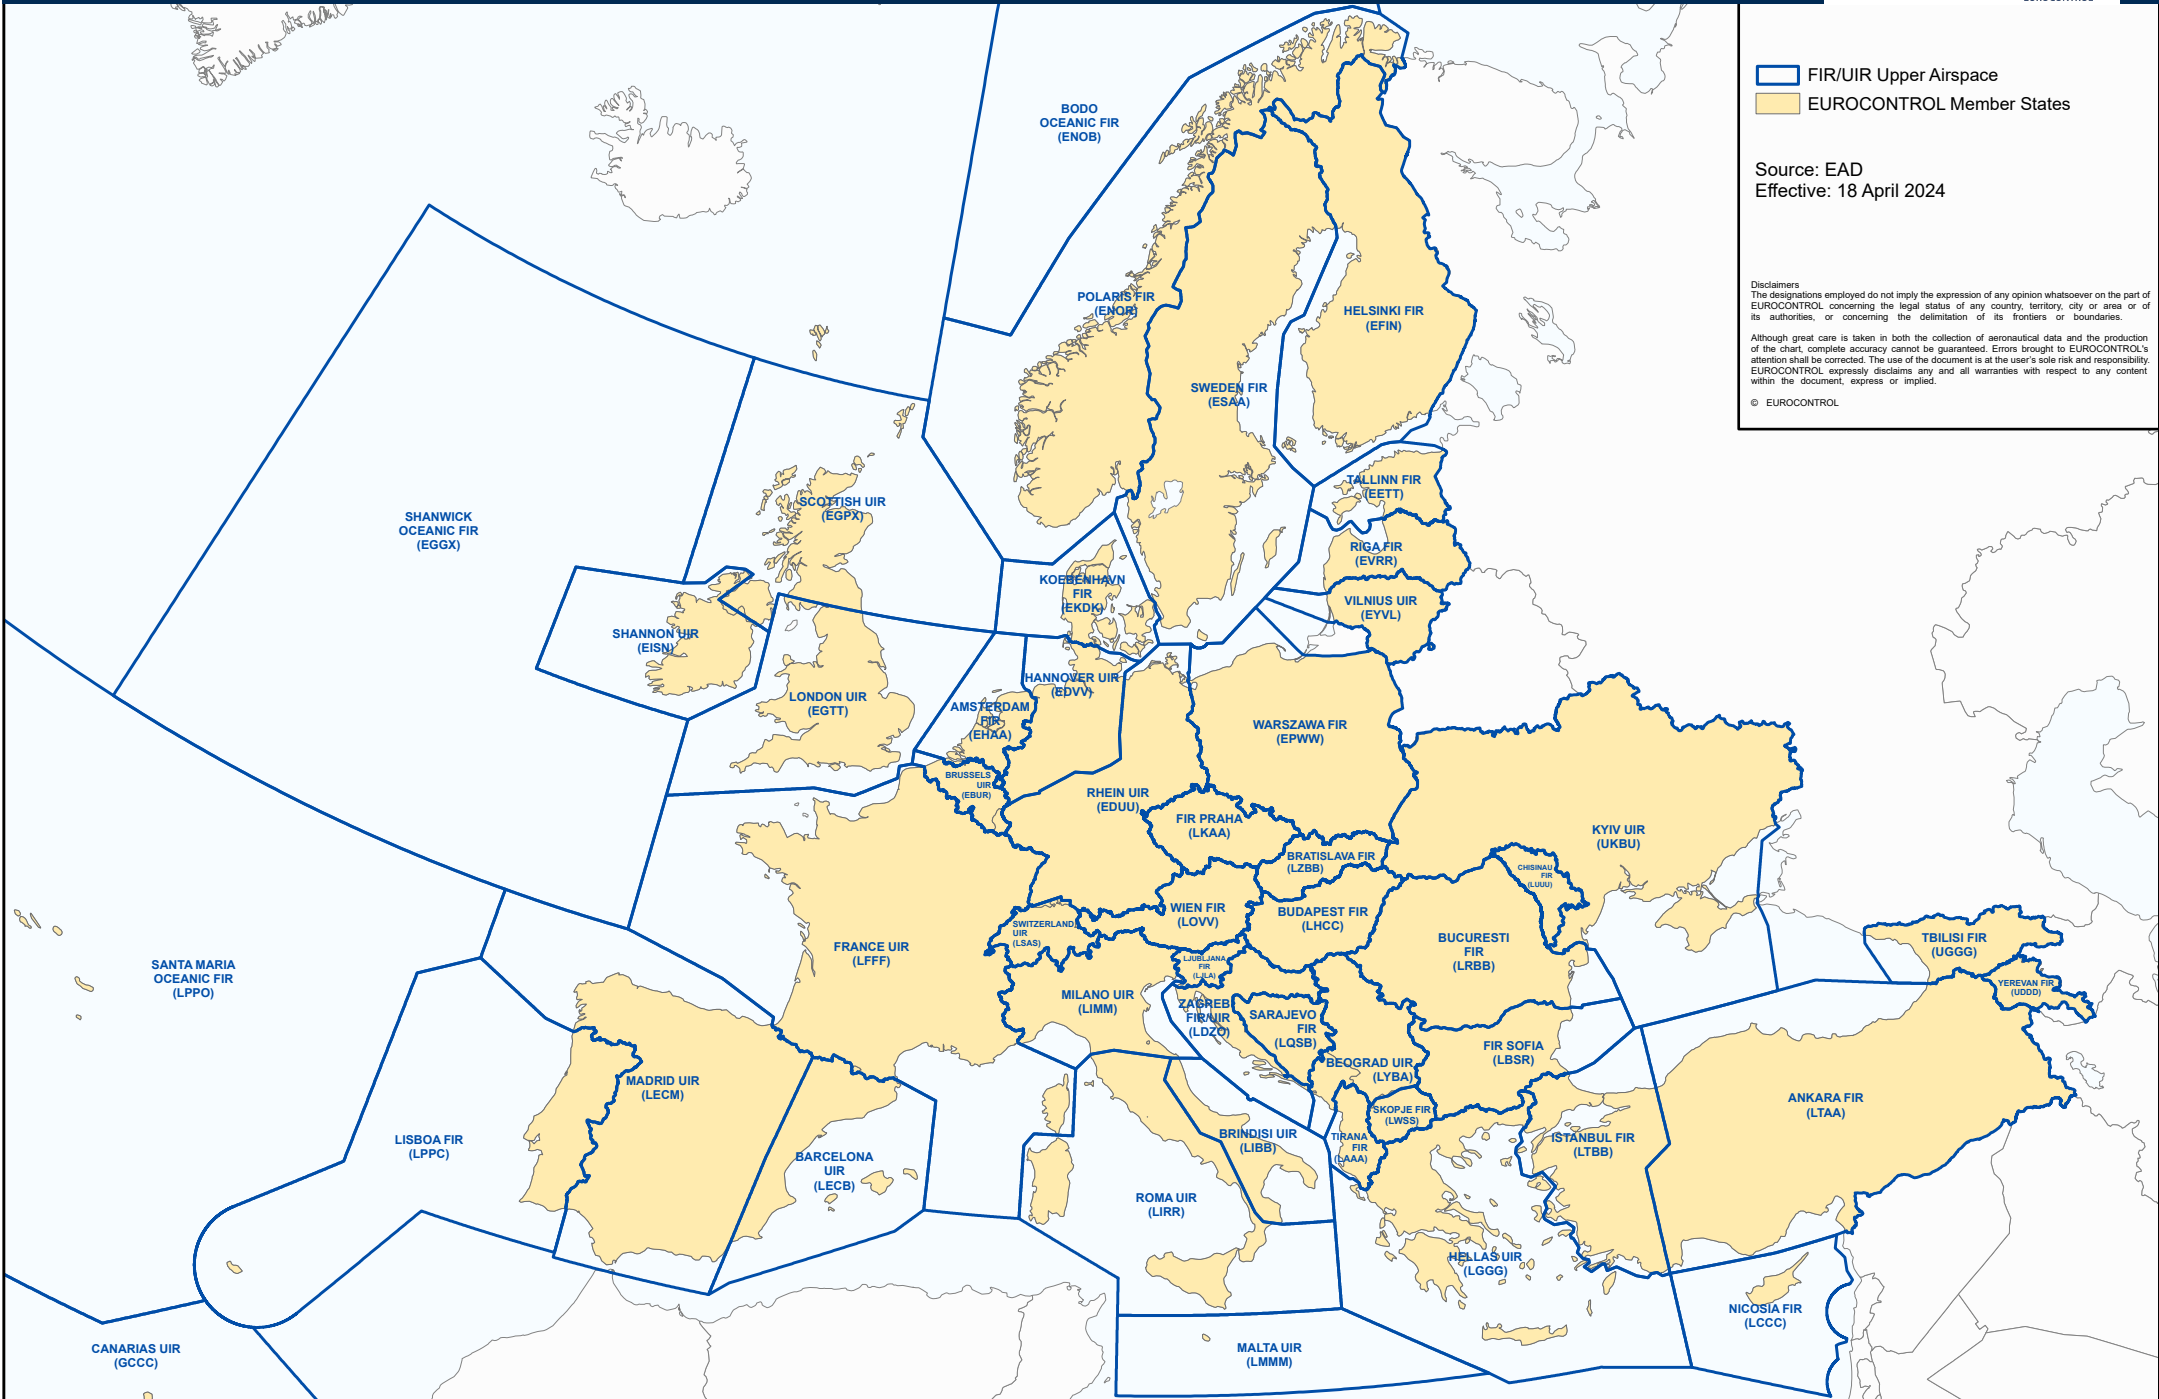 FIR/UIR Upper Airspace
EUROCONTROL Member States
Source: EAD
Effective: 18 April 2024
Disclaimers
The designations employed do not imply the expression of any opinion whatsoever on the part of
EUROCONTROL concerning the legal status of any country, territory, city or area or of
its authorities, or concerning the delimitation of its frontiers or boundaries.
Although great care is taken in both the collection of aeronautical data and the production
of the chart, complete accuracy cannot be guaranteed. Errors brought to EUROCONTROL's
attention shall be corrected. The use of the document is at the user's sole risk and responsibility.
EUROCONTROL expressly disclaims any and all warranties with respect to any content
within the document, express or implied.
© EUROCONTROL
BODO
OCEANIC FIR
(ENOB)
POLARIS FIR
(ENOR)
HELSINKI FIR
(EFIN)
SWEDEN FIR
(ESAA)
TALLINN FIR
(EETT)
SCOTTISH UIR
(EGPX)
SHANWICK
OCEANIC FIR
(EGGX)
RIGA FIR
(EVRR)
KOEBENHAVN
FIR
(EKDK)
VILNIUS UIR
(EYVL)
SHANNON UIR
(EISN)
HANNOVER UIR
(EDVV)
LONDON UIR
(EGTT)
AMSTERDAM
FIR
(EHAA)
WARSZAWA FIR
(EPWW)
BRUSSELS
UIR
(EBUR)
RHEIN UIR
(EDUU)
FIR PRAHA
(LKAA)
KYIV UIR
(UKBU)
BRATISLAVA FIR
(LZBB)
CHISINAU
FIR
(LUUU)
WIEN FIR
(LOVV)
BUDAPEST FIR
(LHCC)
SWITZERLAND
UIR
(LSAS)
FRANCE UIR
(LFFF)
BUCURESTI
FIR
(LRBB)
TBILISI FIR
(UGGG)
LJUBLJANA
FIR
(LJLA)
SANTA MARIA
OCEANIC FIR
(LPPO)
YEREVAN FIR
(UDDD)
MILANO UIR
(LIMM)
ZAGREB
FIR/UIR
(LDZO)
SARAJEVO
FIR
(LQSB)
FIR SOFIA
(LBSR)
BEOGRAD UIR
(LYBA)
MADRID UIR
(LECM)
ANKARA FIR
(LTAA)
SKOPJE FIR
(LWSS)
LISBOA FIR
(LPPC)
BRINDISI UIR
(LIBB)
TIRANA
FIR
(LAAA)
ISTANBUL FIR
(LTBB)
BARCELONA
UIR
(LECB)
ROMA UIR
(LIRR)
HELLAS UIR
(LGGG)
NICOSIA FIR
(LCCC)
CANARIAS UIR
(GCCC)
MALTA UIR
(LMMM)